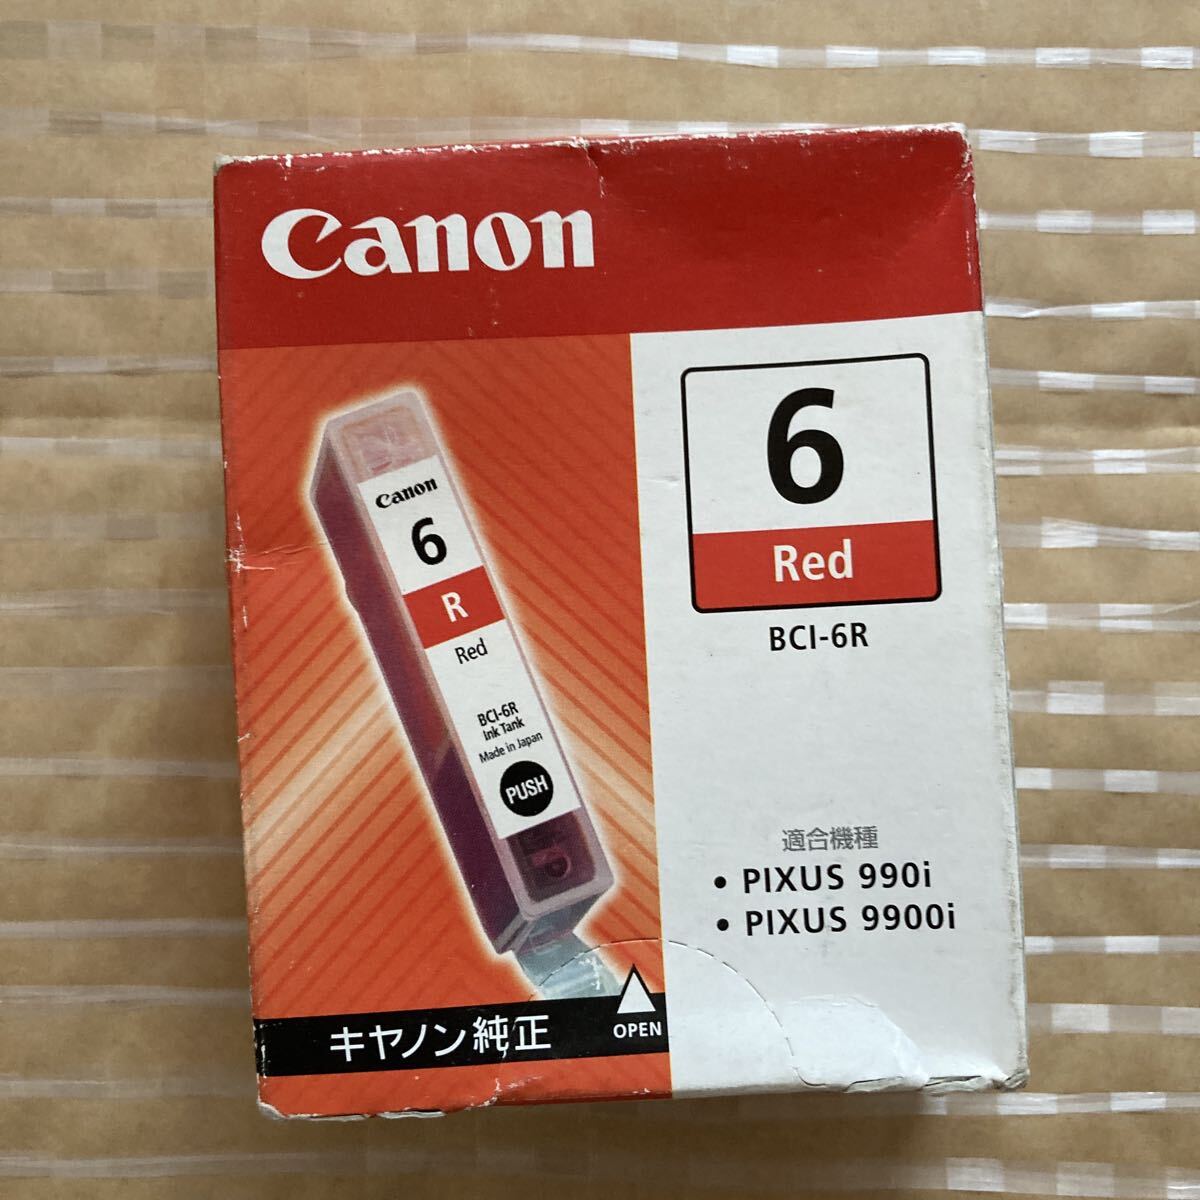 Canon
6
Red
BCI-6R
Canon
6
R
Red
BCI-6R
Ink Tank
Made in Japan
PUSH
適合機種
• PIXUS 990i
• PIXUS 9900i
キヤノン純正
OPEN